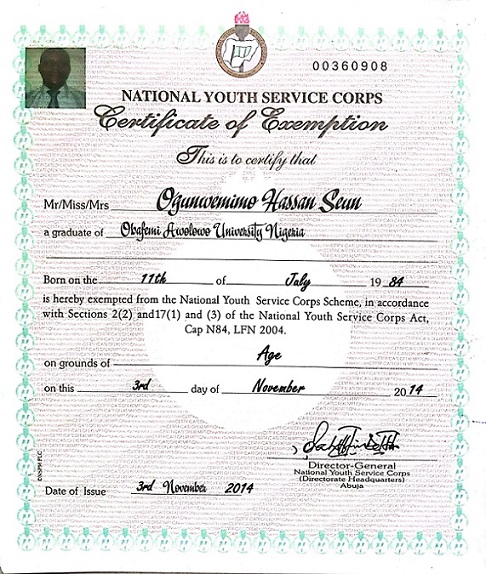 00360908
NATIONAL YOUTH SERVICE CORPS
Certificate of Exemption
This is to certify that
Mr/Miss/Mrs Ogunwemimo Hassan Seun
a graduate of Obafemi Awolowo University Nigeria
Born on the 11th of July 19 84
is hereby exempted from the National Youth Service Corps Scheme, in accordance
with Sections 2(2) and17(1) and (3) of the National Youth Service Corps Act,
Cap N84, LFN 2004.
on grounds of Age
on this 3rd day of November 2014
Director-General
National Youth Service Corps
(Directorate Headquarters)
Abuja
Date of Issue 3rd November 2014